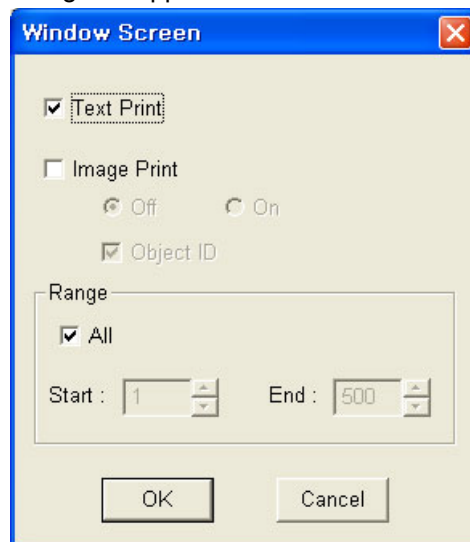 Window Screen
Text Print
Image Print
Off On
Object ID
Range
All
Start : 1 End : 500
OK Cancel